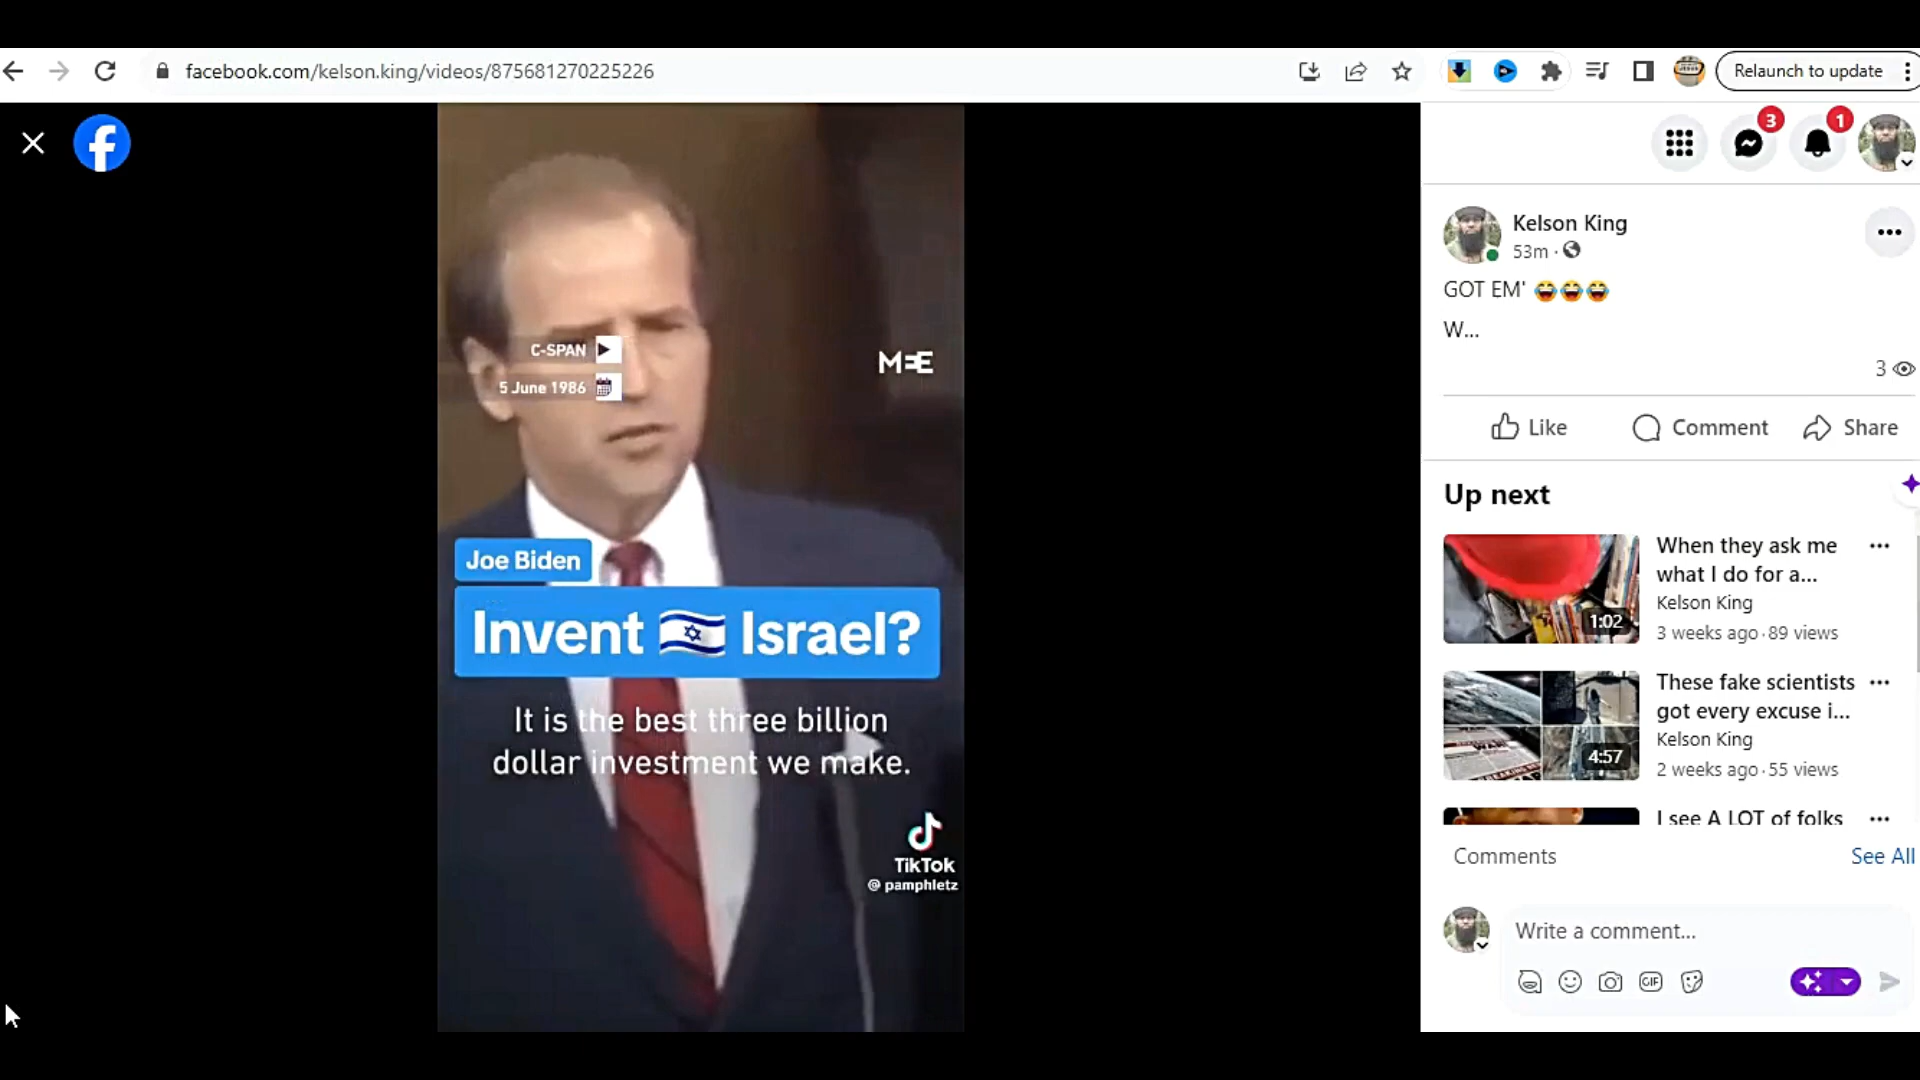 facebook.com/kelson.king/videos/875681270225226
Relaunch to update
3
1
C-SPAN
5 June 1986
MEE
Joe Biden
Invent 🇮🇱 Israel?
It is the best three billion
dollar investment we make.
TikTok
@ pamphletz
Kelson King
53m ·
GOT EM' 😂😂😂
W...
3
Like
Comment
Share
Up next
When they ask me
what I do for a...
Kelson King
3 weeks ago · 89 views
1:02
These fake scientists
got every excuse i...
Kelson King
2 weeks ago · 55 views
4:57
I see A LOT of folks
Comments
See All
Write a comment...
GIF